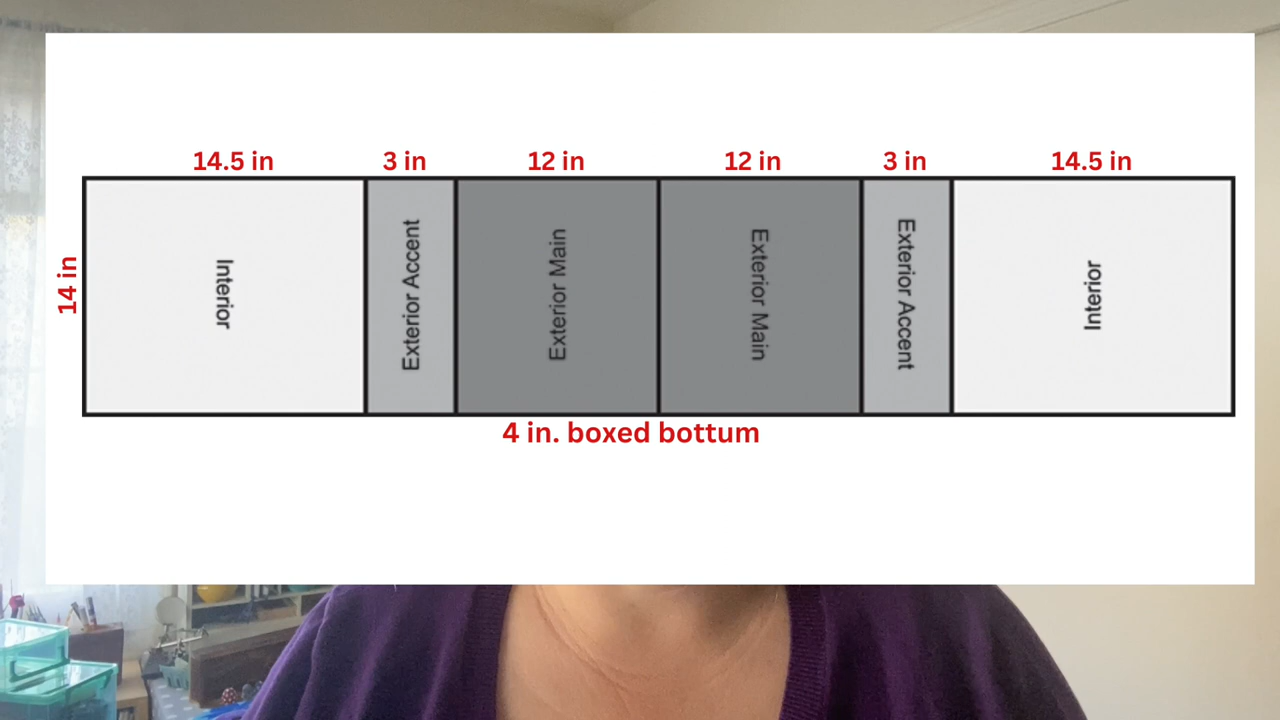 14.5 in
3 in
12 in
12 in
3 in
14.5 in
14 in
Interior
Exterior Accent
Exterior Main
Exterior Main
Exterior Accent
Interior
4 in. boxed bottum